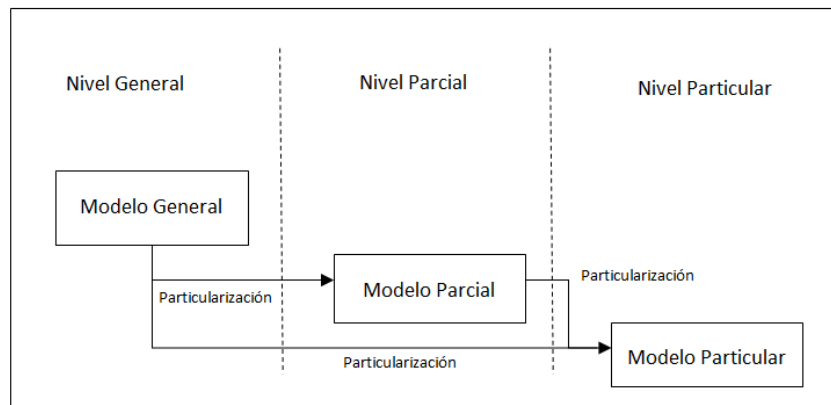 Nivel General
Nivel Parcial
Nivel Particular
Modelo General
Particularización
Modelo Parcial
Particularización
Particularización
Modelo Particular